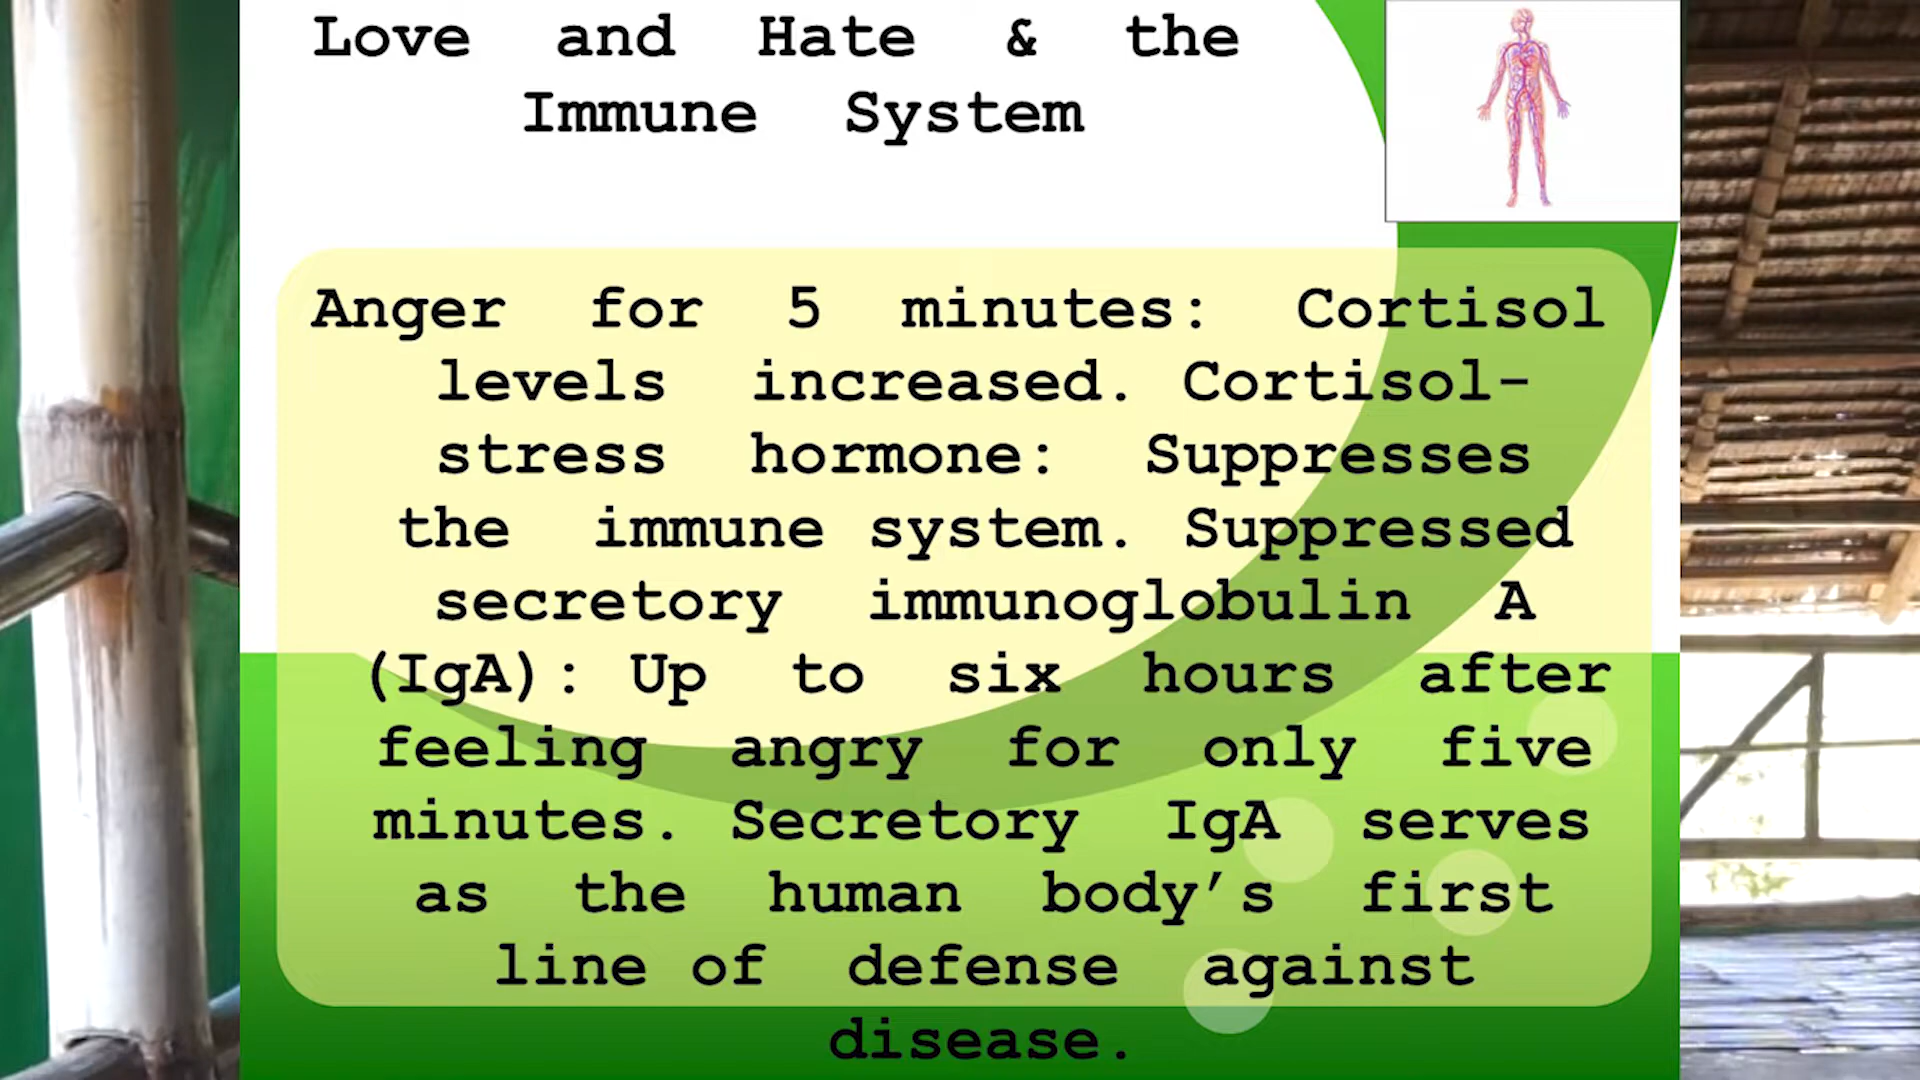 Love and Hate & the
Immune System
Anger for 5 minutes: Cortisol
levels increased. Cortisol-
stress hormone: Suppresses
the immune system. Suppressed
secretory immunoglobulin A
(IgA): Up to six hours after
feeling angry for only five
minutes. Secretory IgA serves
as the human body’s first
line of defense against
disease.